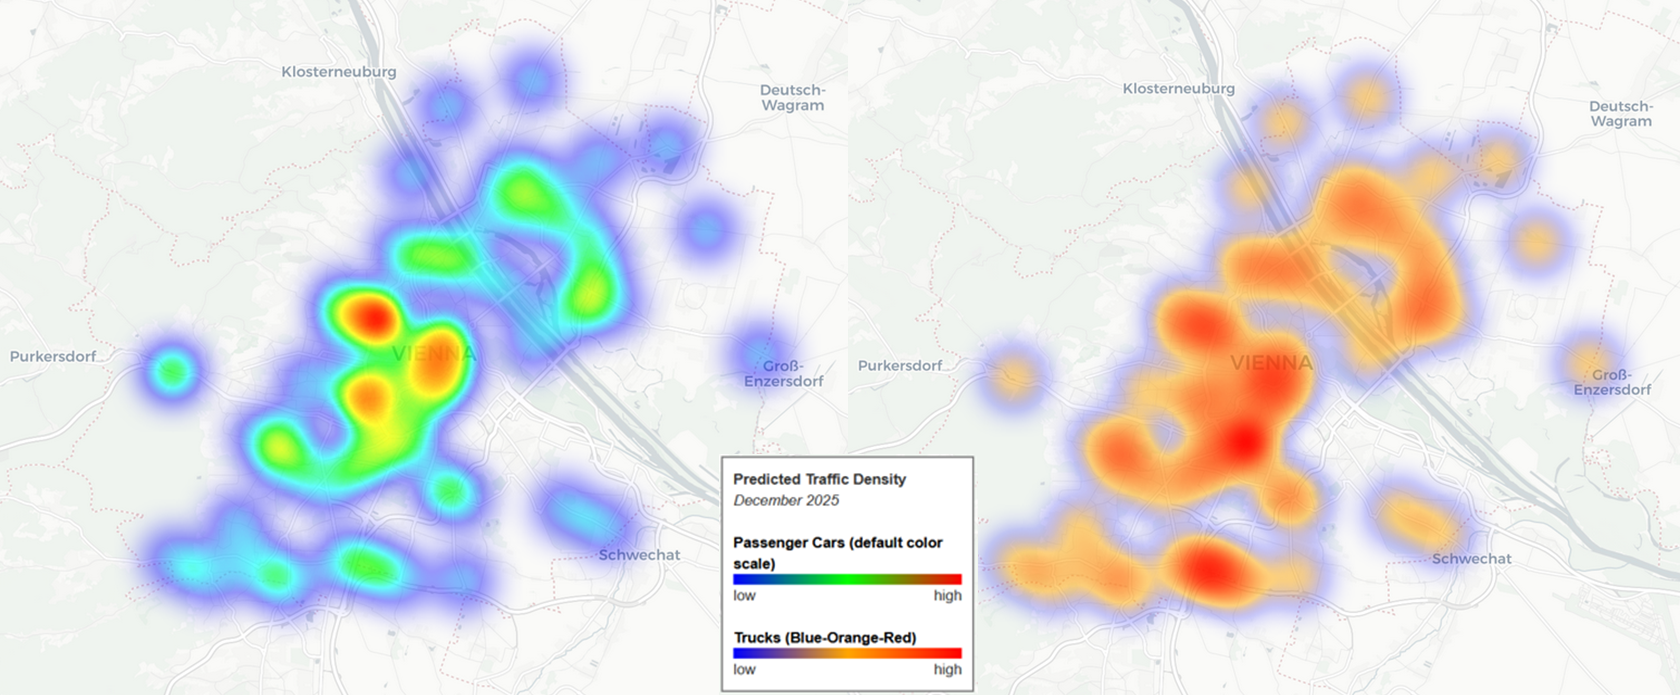 Klosterneuburg
Deutsch-
Wagram
Purkersdorf
VIENNA
Groß-
Enzersdorf
Schwechat
Klosterneuburg
Deutsch-
Wagram
Purkersdorf
VIENNA
Groß-
Enzersdorf
Schwechat
Predicted Traffic Density
December 2025
Passenger Cars (default color
scale)
low high
Trucks (Blue-Orange-Red)
low high